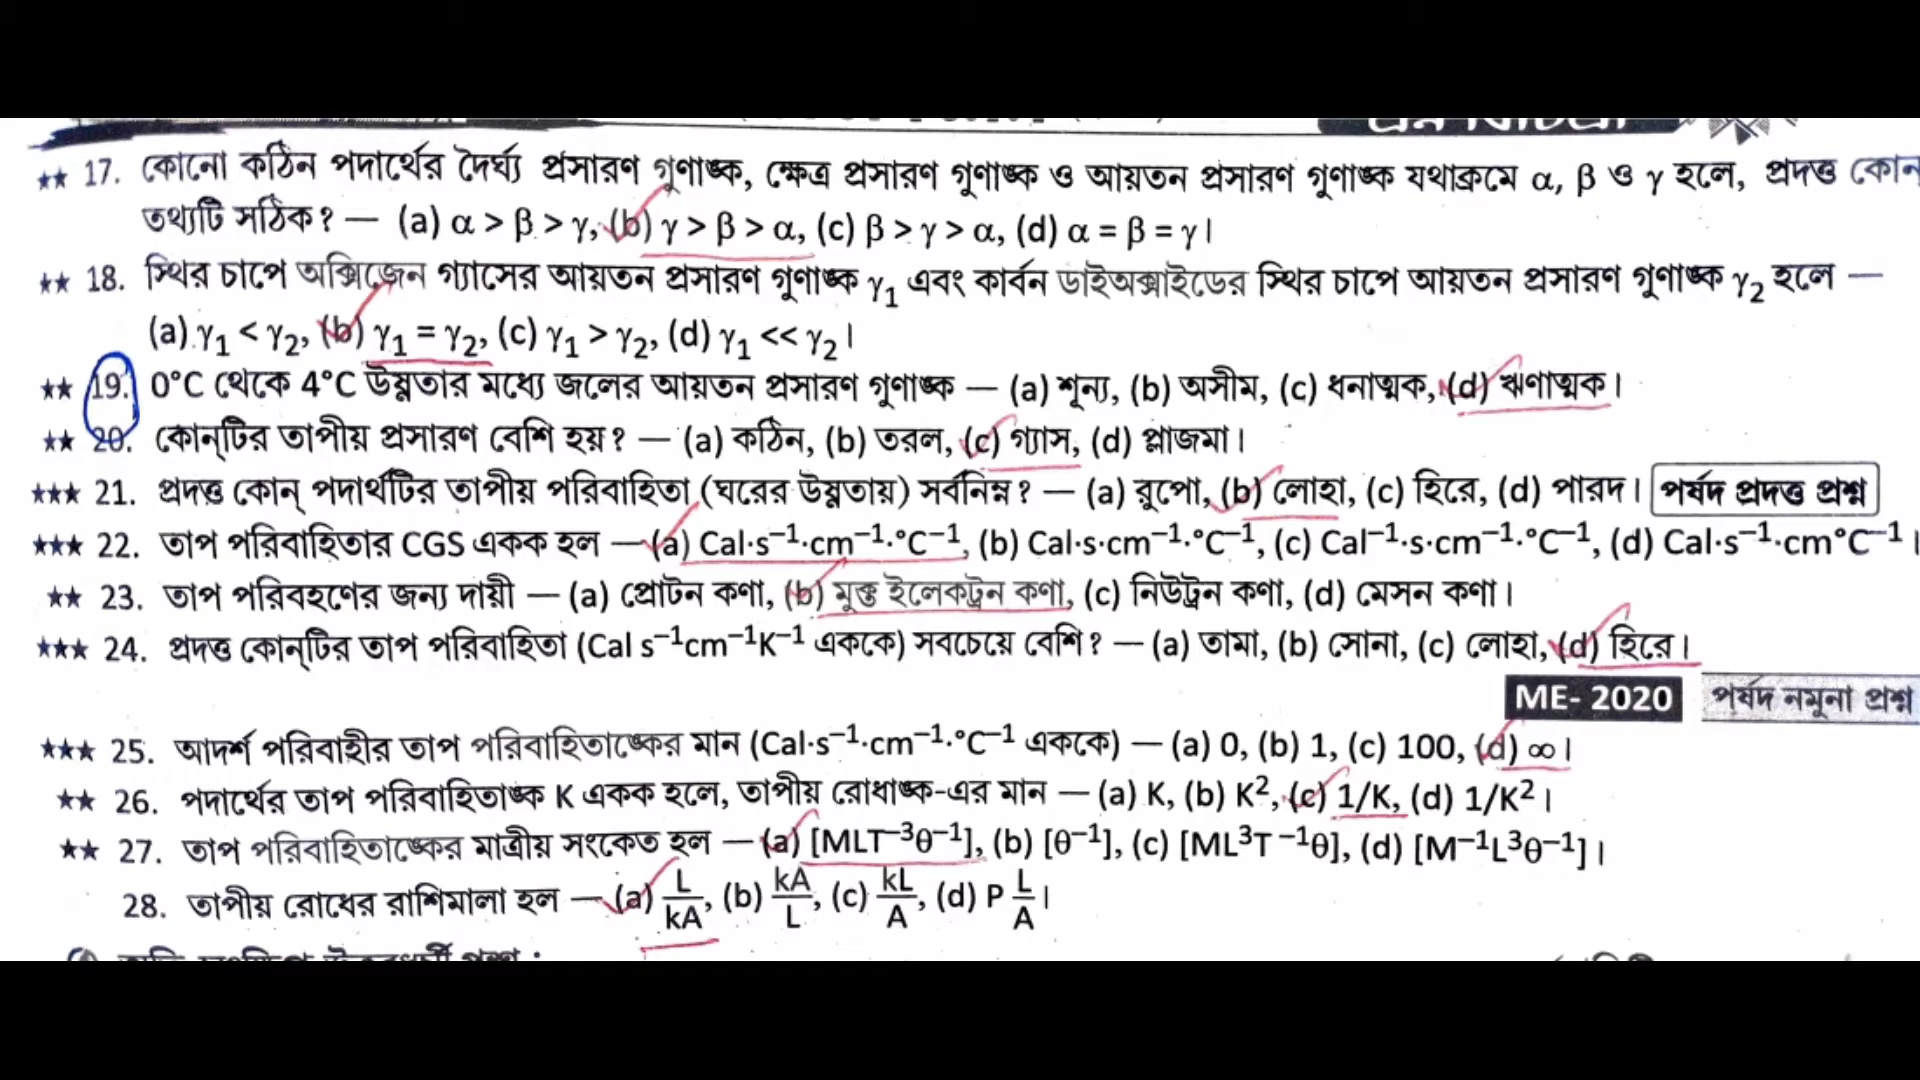 ★★ 17. কোনো কঠিন পদার্থের দৈর্ঘ্য প্রসারণ গুণাঙ্ক, ক্ষেত্র প্রসারণ গুণাঙ্ক ও আয়তন প্রসারণ গুণাঙ্ক যথাক্রমে α, β ও γ হলে, প্রদত্ত কোন
তথ্যটি সঠিক? — (a) α > β > γ, (b) γ > β > α, (c) β > γ > α, (d) α = β = γ।
★★ 18. স্থির চাপে অক্সিজেন গ্যাসের আয়তন প্রসারণ গুণাঙ্ক γ₁ এবং কার্বন ডাইঅক্সাইডের স্থির চাপে আয়তন প্রসারণ গুণাঙ্ক γ₂ হলে —
(a) γ₁ < γ₂, (b) γ₁ = γ₂, (c) γ₁ > γ₂, (d) γ₁ << γ₂।
★★ 19. 0°C থেকে 4°C উষ্ণতার মধ্যে জলের আয়তন প্রসারণ গুণাঙ্ক — (a) শূন্য, (b) অসীম, (c) ধনাত্মক, (d) ঋণাত্মক।
★★ 20. কোন্‌টির তাপীয় প্রসারণ বেশি হয়? — (a) কঠিন, (b) তরল, (c) গ্যাস, (d) প্লাজমা।
★★★ 21. প্রদত্ত কোন্ পদার্থটির তাপীয় পরিবাহিতা (ঘরের উষ্ণতায়) সর্বনিম্ন? — (a) রুপো, (b) লোহা, (c) হিরে, (d) পারদ। পর্ষদ প্রদত্ত প্রশ্ন
★★★ 22. তাপ পরিবাহিতার CGS একক হল — (a) Cal·s⁻¹·cm⁻¹·°C⁻¹, (b) Cal·s·cm⁻¹·°C⁻¹, (c) Cal⁻¹·s·cm⁻¹·°C⁻¹, (d) Cal·s⁻¹·cm°C⁻¹।
★★ 23. তাপ পরিবহণের জন্য দায়ী — (a) প্রোটন কণা, (b) মুক্ত ইলেকট্রন কণা, (c) নিউট্রন কণা, (d) মেসন কণা।
★★★ 24. প্রদত্ত কোন্‌টির তাপ পরিবাহিতা (Cal s⁻¹cm⁻¹K⁻¹ এককে) সবচেয়ে বেশি? — (a) তামা, (b) সোনা, (c) লোহা, (d) হিরে।
ME- 2020 পর্ষদ নমুনা প্রশ্ন
★★★ 25. আদর্শ পরিবাহীর তাপ পরিবাহিতাঙ্কের মান (Cal·s⁻¹·cm⁻¹·°C⁻¹ এককে) — (a) 0, (b) 1, (c) 100, (d) ∞।
★★ 26. পদার্থের তাপ পরিবাহিতাঙ্ক K একক হলে, তাপীয় রোধাঙ্ক-এর মান — (a) K, (b) K², (c) 1/K, (d) 1/K²।
★★ 27. তাপ পরিবাহিতাঙ্কের মাত্রীয় সংকেত হল — (a) [MLT⁻³θ⁻¹], (b) [θ⁻¹], (c) [ML³T⁻¹θ], (d) [M⁻¹L³θ⁻¹]।
28. তাপীয় রোধের রাশিমালা হল — (a) L/kA, (b) kA/L, (c) kL/A, (d) P L/A।